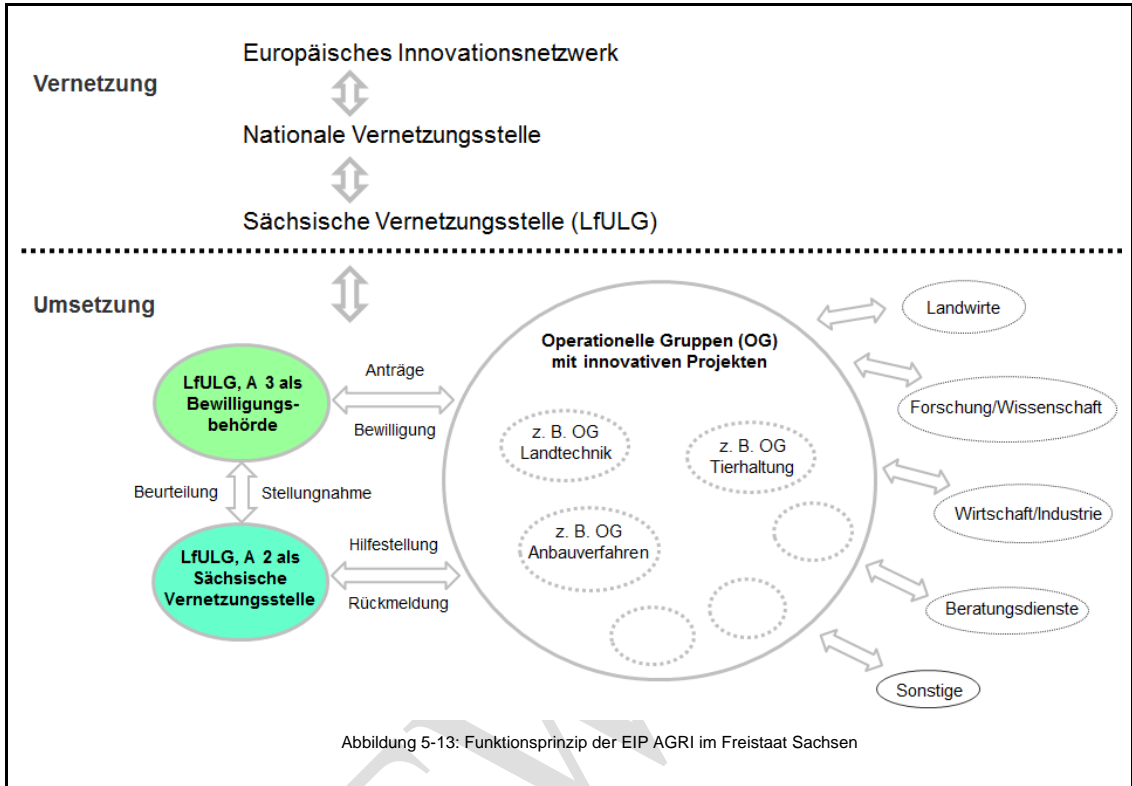 Europäisches Innovationsnetzwerk
Vernetzung
Nationale Vernetzungsstelle
Sächsische Vernetzungsstelle (LfULG)
Umsetzung
LfULG, A 3 als
Bewilligungs-
behörde
Anträge
Bewilligung
Beurteilung
Stellungnahme
LfULG, A 2 als
Sächsische
Vernetzungsstelle
Hilfestellung
Rückmeldung
Operationelle Gruppen (OG)
mit innovativen Projekten
z. B. OG
Landtechnik
z. B. OG
Tierhaltung
z. B. OG
Anbauverfahren
Landwirte
Forschung/Wissenschaft
Wirtschaft/Industrie
Beratungsdienste
Sonstige
Abbildung 5-13: Funktionsprinzip der EIP AGRI im Freistaat Sachsen